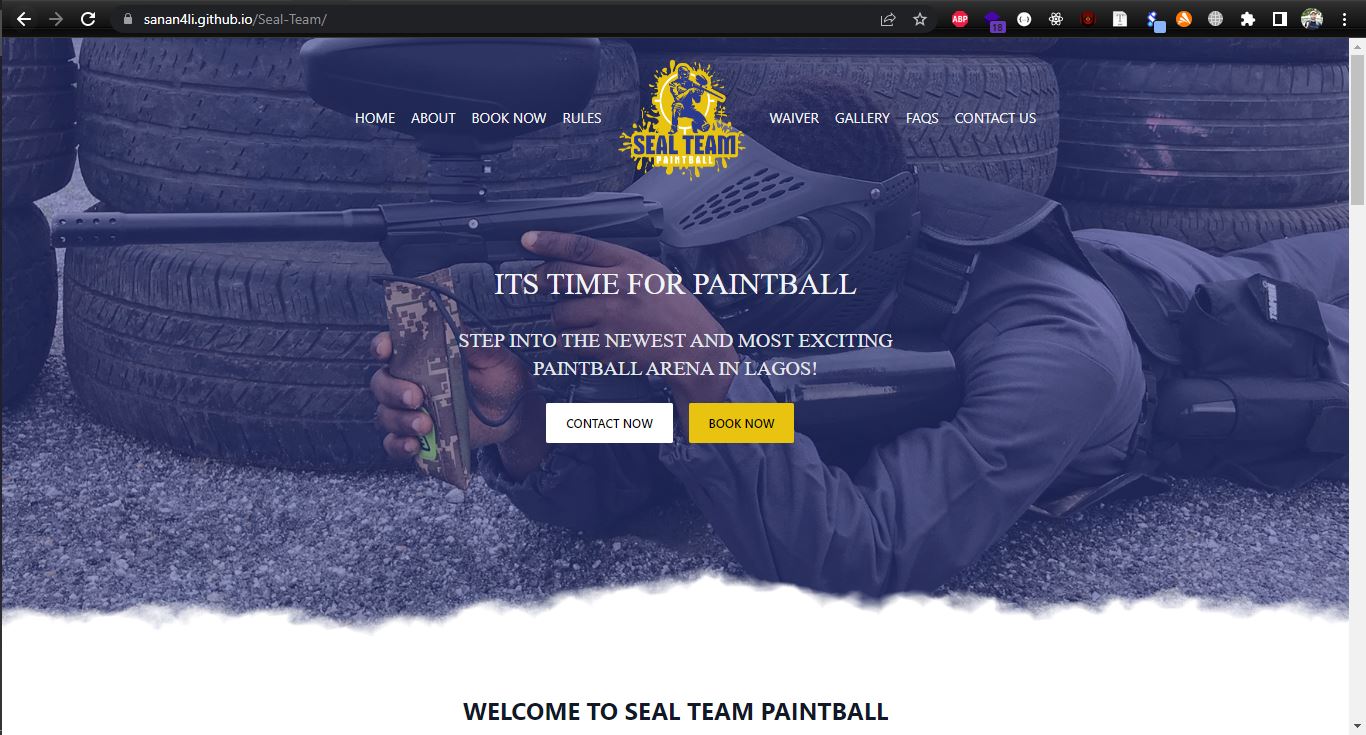 sanan4li.github.io/Seal-Team/
ABP
18
HOME ABOUT BOOK NOW RULES
SEAL TEAM
PAINTBALL
WAIVER GALLERY FAQS CONTACT US
ITS TIME FOR PAINTBALL
STEP INTO THE NEWEST AND MOST EXCITING
PAINTBALL ARENA IN LAGOS!
CONTACT NOW BOOK NOW
WELCOME TO SEAL TEAM PAINTBALL